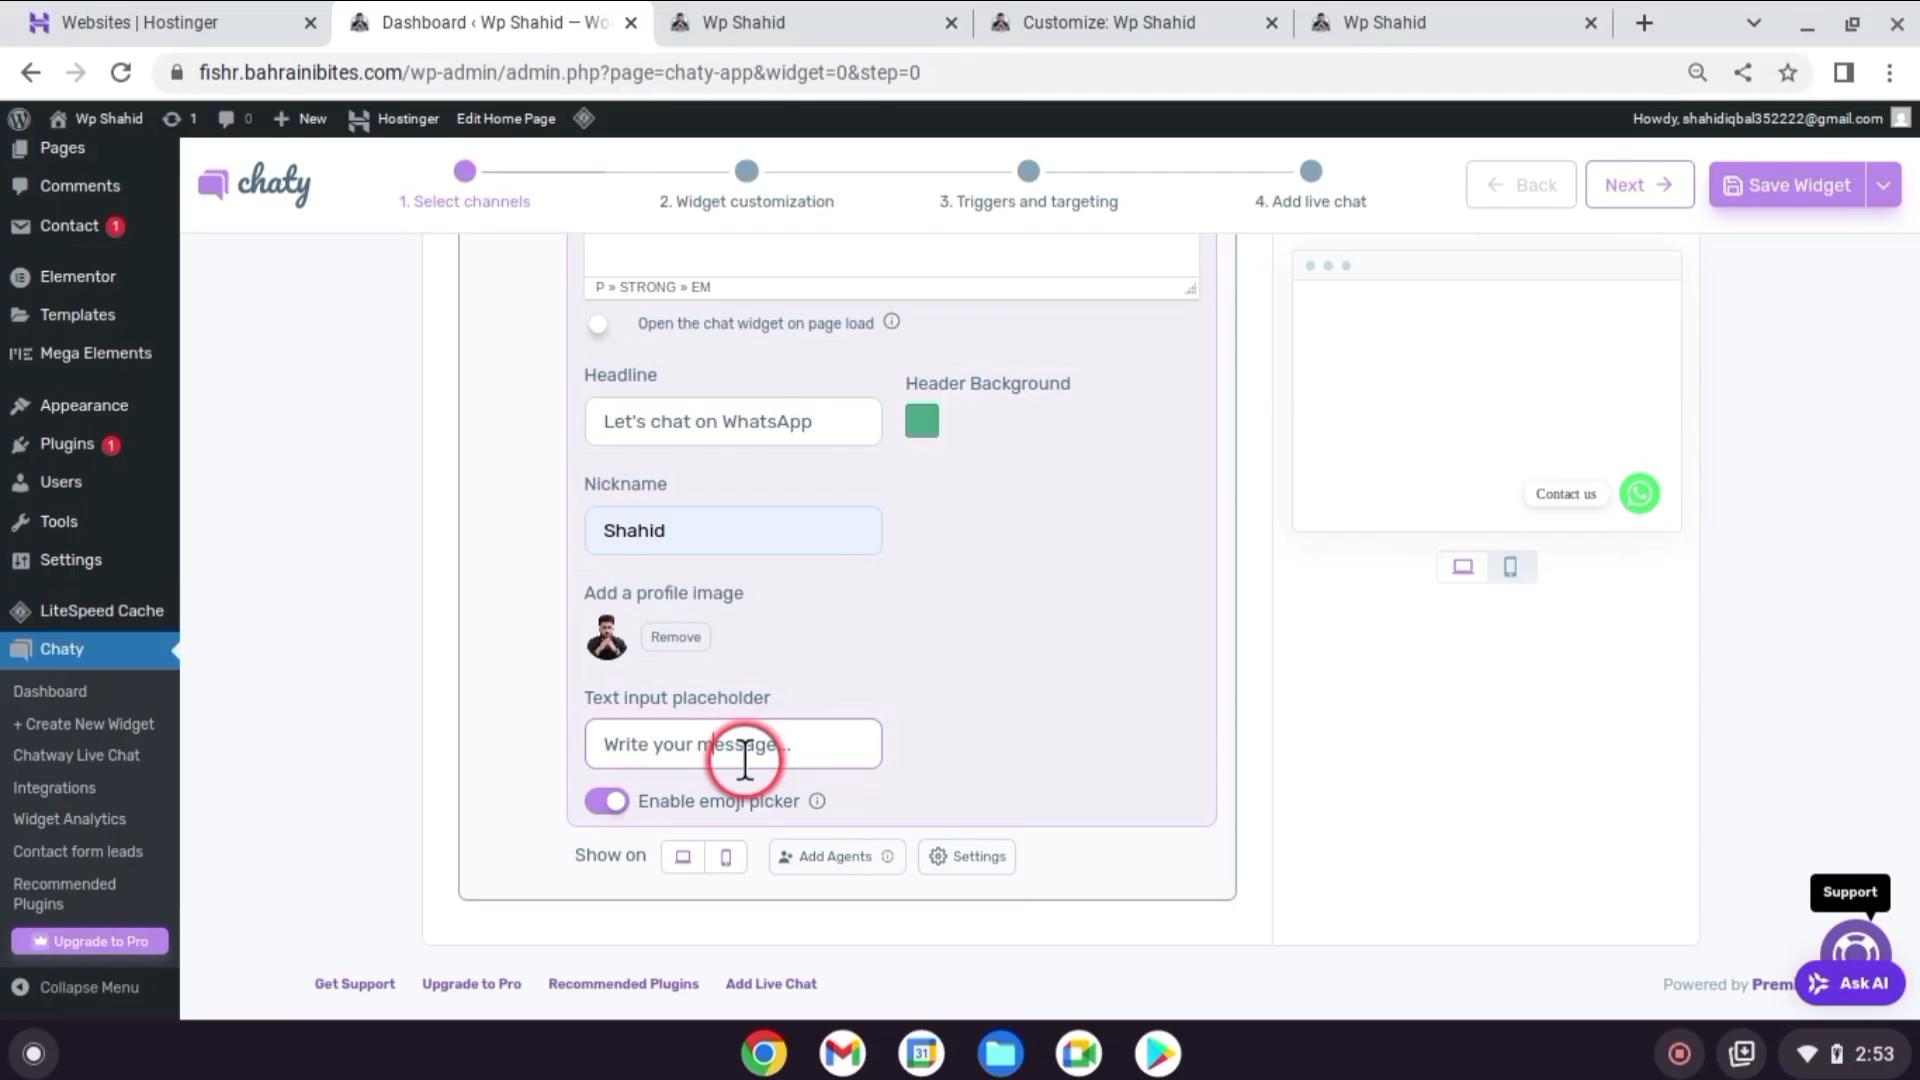 Websites | Hostinger
Dashboard ‹ Wp Shahid — Wo
Wp Shahid
Customize: Wp Shahid
Wp Shahid
fishr.bahrainibites.com/wp-admin/admin.php?page=chaty-app&widget=0&step=0
Wp Shahid
1
0
New
Hostinger
Edit Home Page
Howdy, shahidiqbal352222@gmail.com
Pages
Comments
Contact 1
Elementor
Templates
Mega Elements
Appearance
Plugins 1
Users
Tools
Settings
LiteSpeed Cache
Chaty
Dashboard
+ Create New Widget
Chatway Live Chat
Integrations
Widget Analytics
Contact form leads
Recommended
Plugins
Upgrade to Pro
Collapse Menu
chaty
1. Select channels
2. Widget customization
3. Triggers and targeting
4. Add live chat
Back
Next
Save Widget
P » STRONG » EM
Open the chat widget on page load
Headline
Header Background
Let's chat on WhatsApp
Nickname
Shahid
Add a profile image
Remove
Text input placeholder
Write your message...
Enable emoji picker
Show on
Add Agents
Settings
Contact us
Get Support
Upgrade to Pro
Recommended Plugins
Add Live Chat
Powered by Prem
Support
Ask AI
31
2:53